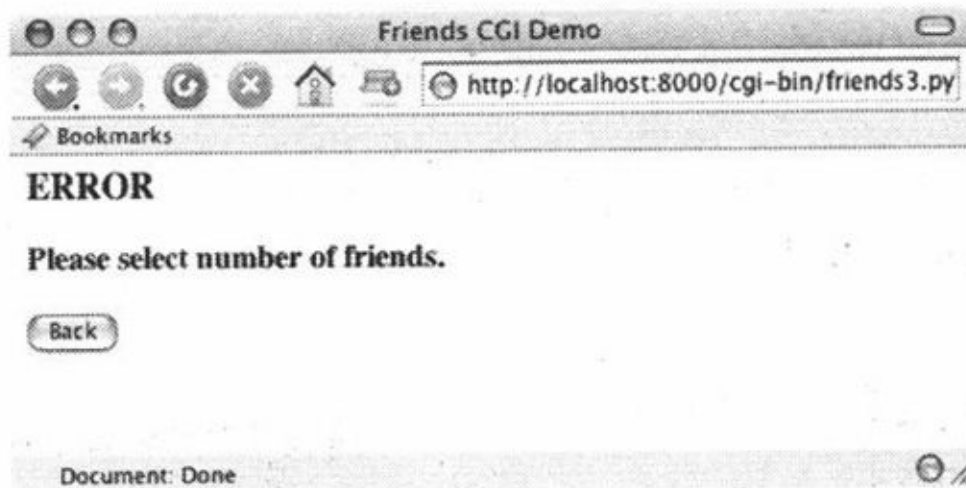 Friends CGI Demo
http://localhost:8000/cgi-bin/friends3.py
Bookmarks
ERROR
Please select number of friends.
Back
Document: Done